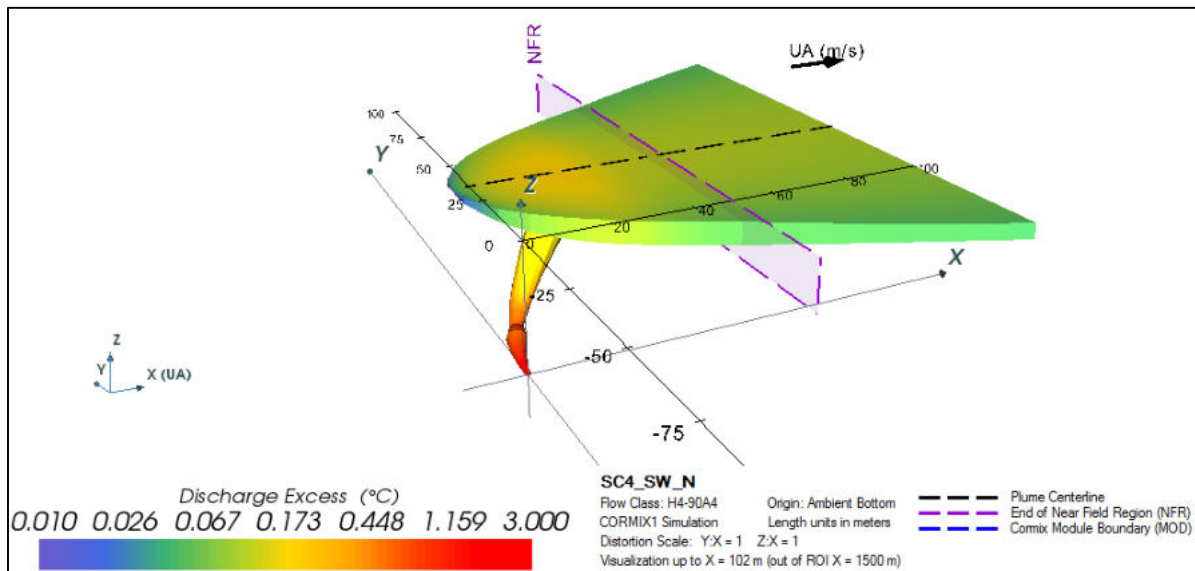 NFR
UA (m/s)
100
75
50
25
0
Y
Z
0
20
40
60
80
100
X
-25
-50
-75
Z
Y
X (UA)
Discharge Excess (°C)
0.010 0.026 0.067 0.173 0.448 1.159 3.000
SC4_SW_N
Flow Class: H4-90A4 Origin: Ambient Bottom
CORMIX1 Simulation Length units in meters
Distortion Scale: Y:X = 1 Z:X = 1
Visualization up to X = 102 m (out of ROI X = 1500 m)
Plume Centerline
End of Near Field Region (NFR)
Cormix Module Boundary (MOD)